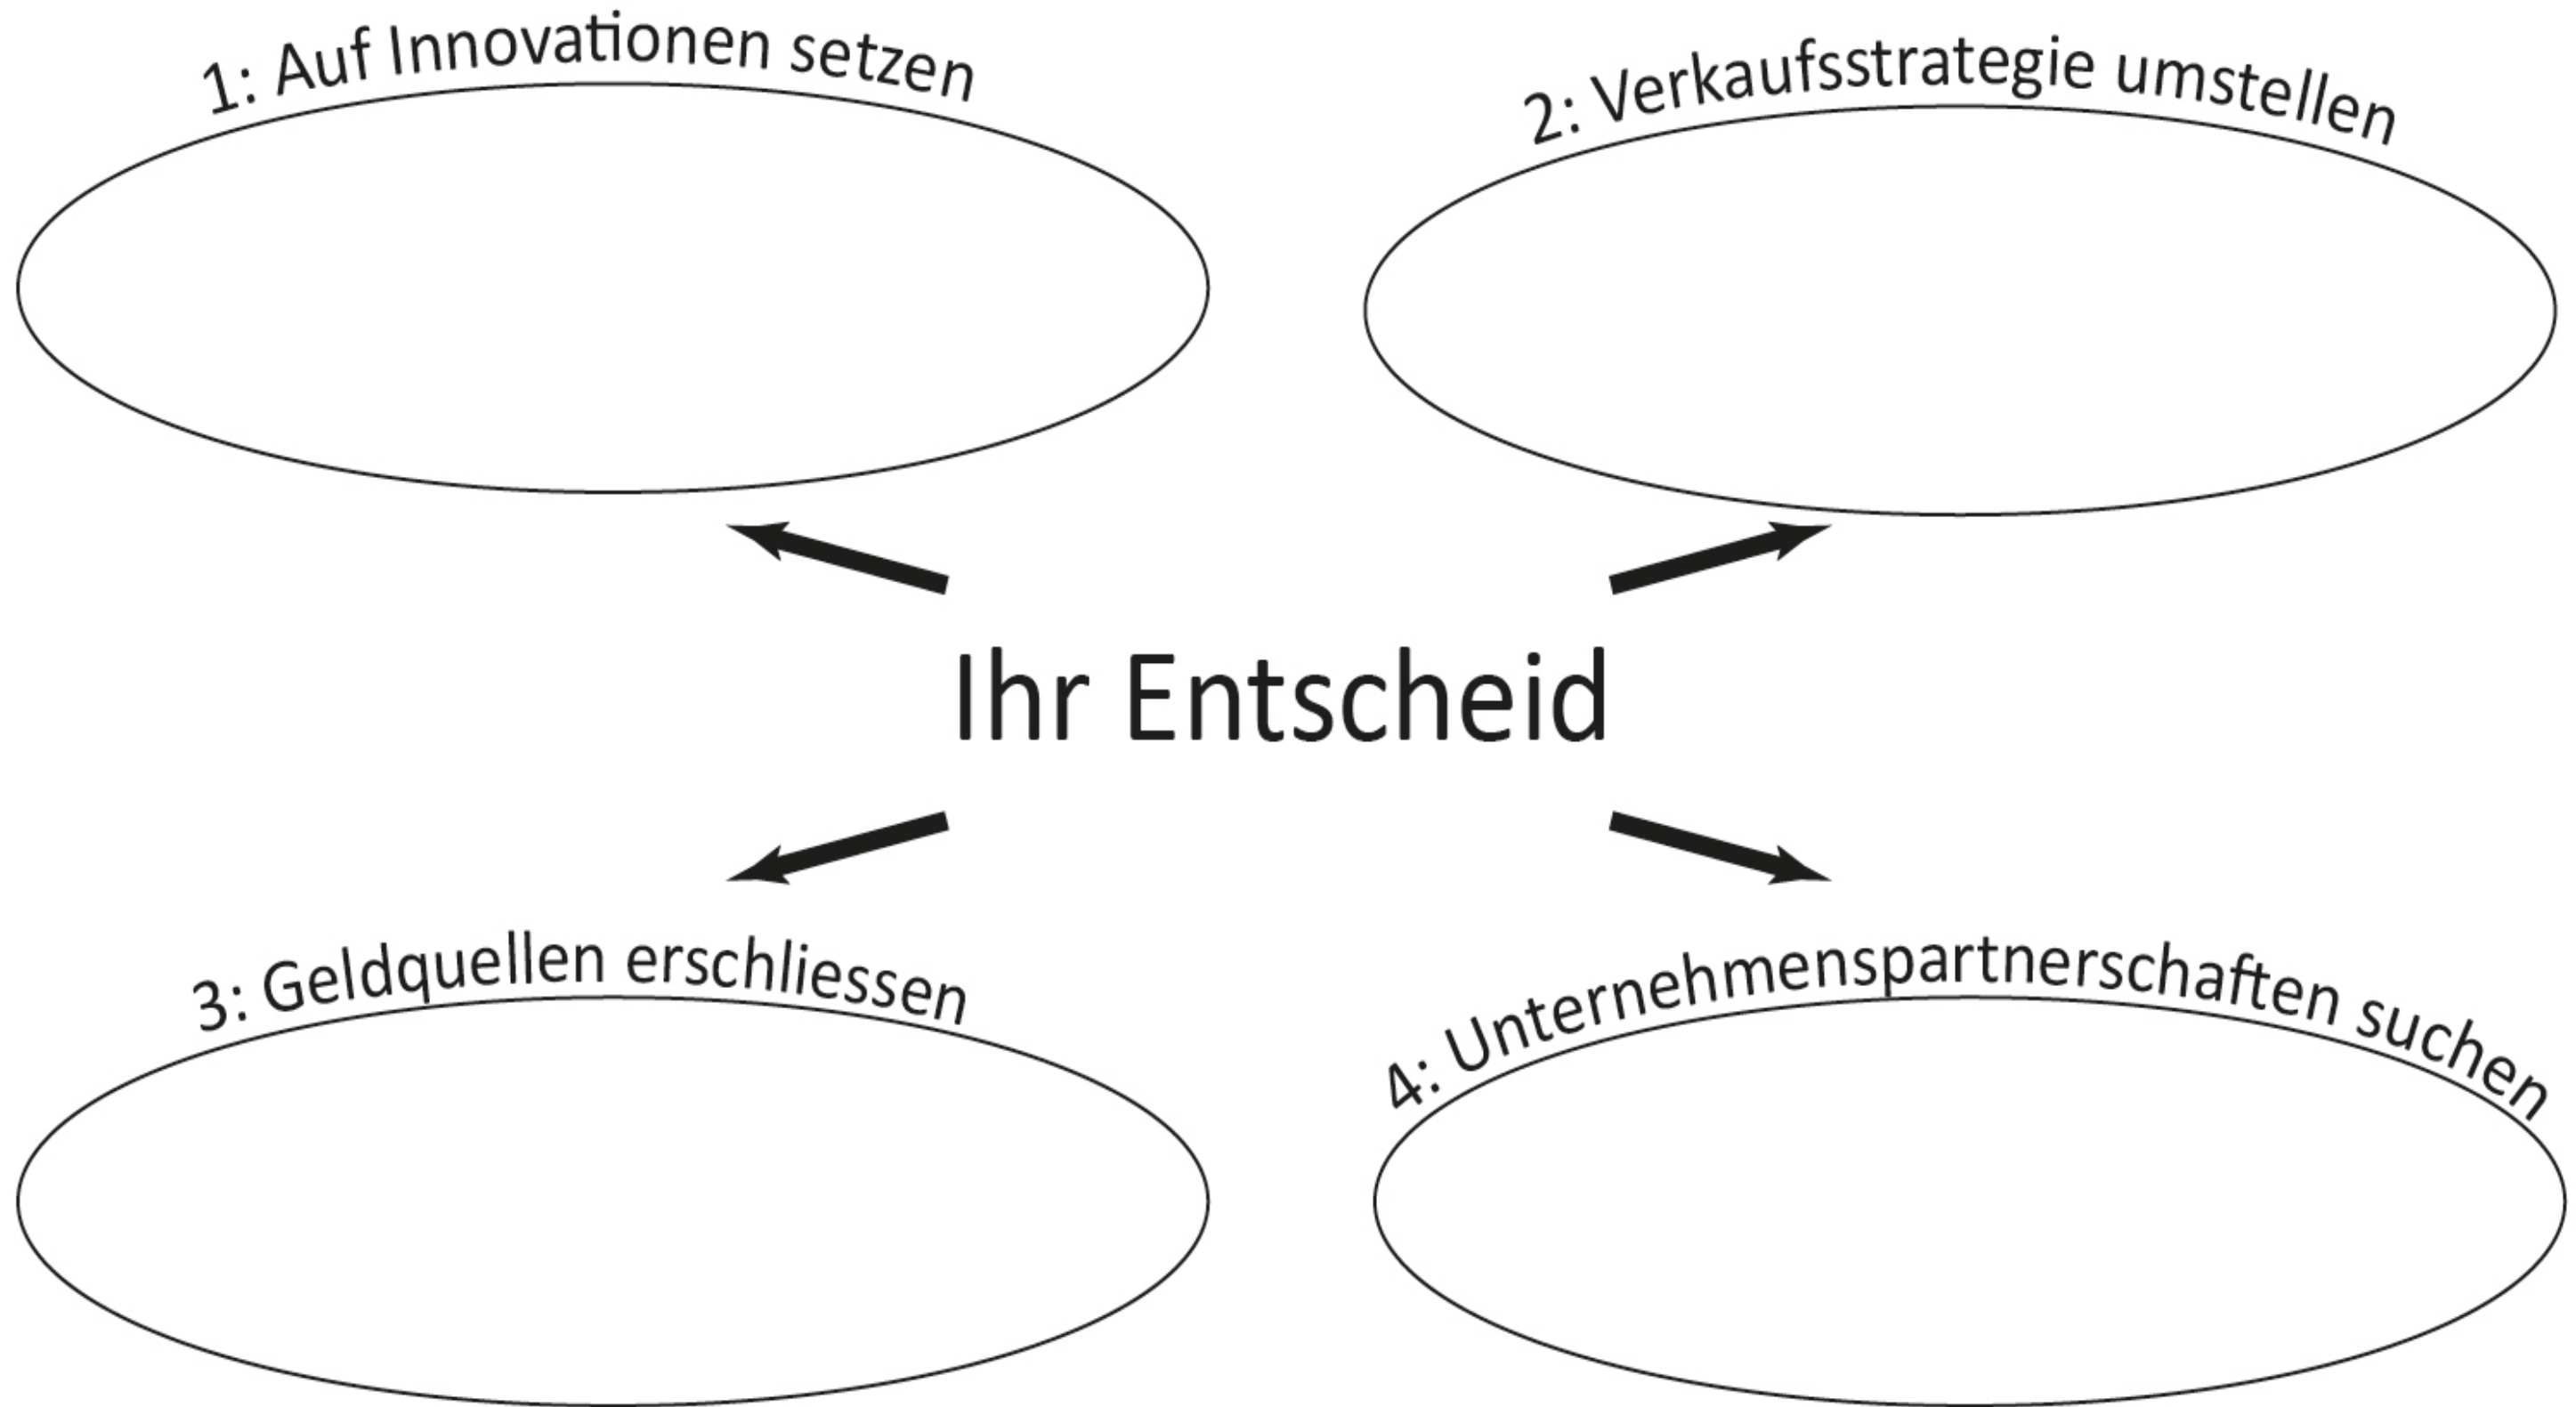 1: Auf Innovationen setzen
2: Verkaufsstrategie umstellen
Ihr Entscheid
3: Geldquellen erschliessen
4: Unternehmenspartnerschaften suchen